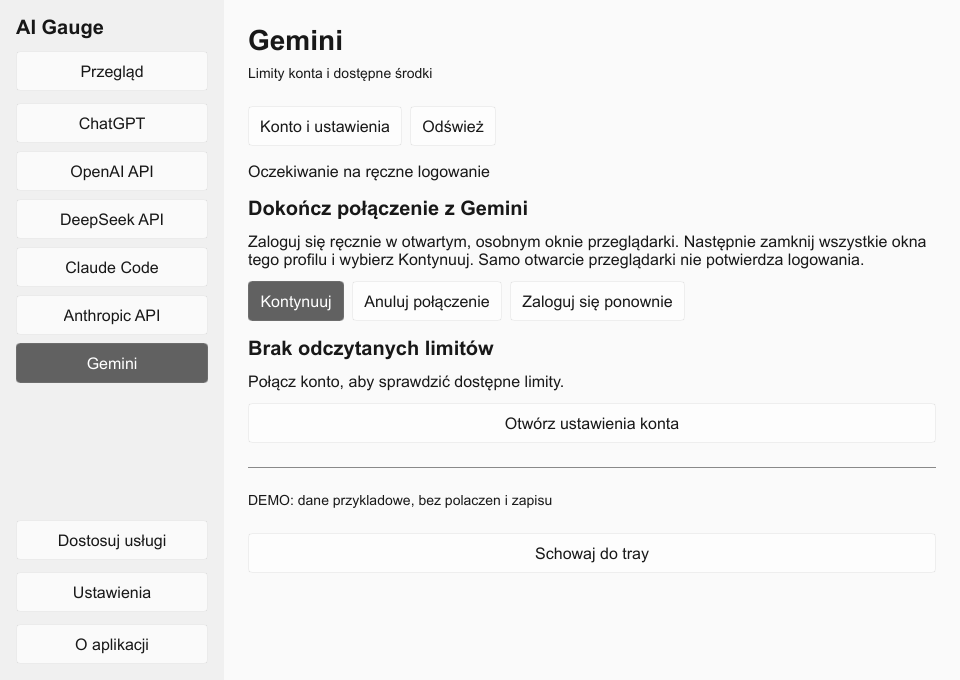 AI Gauge
Przegląd
ChatGPT
OpenAI API
DeepSeek API
Claude Code
Anthropic API
Gemini
Dostosuj usługi
Ustawienia
O aplikacji
Gemini
Limity konta i dostępne środki
Konto i ustawienia
Odśwież
Oczekiwanie na ręczne logowanie
Dokończ połączenie z Gemini
Zaloguj się ręcznie w otwartym, osobnym oknie przeglądarki. Następnie zamknij wszystkie okna
tego profilu i wybierz Kontynuuj. Samo otwarcie przeglądarki nie potwierdza logowania.
Kontynuuj
Anuluj połączenie
Zaloguj się ponownie
Brak odczytanych limitów
Połącz konto, aby sprawdzić dostępne limity.
Otwórz ustawienia konta
DEMO: dane przykladowe, bez polaczen i zapisu
Schowaj do tray